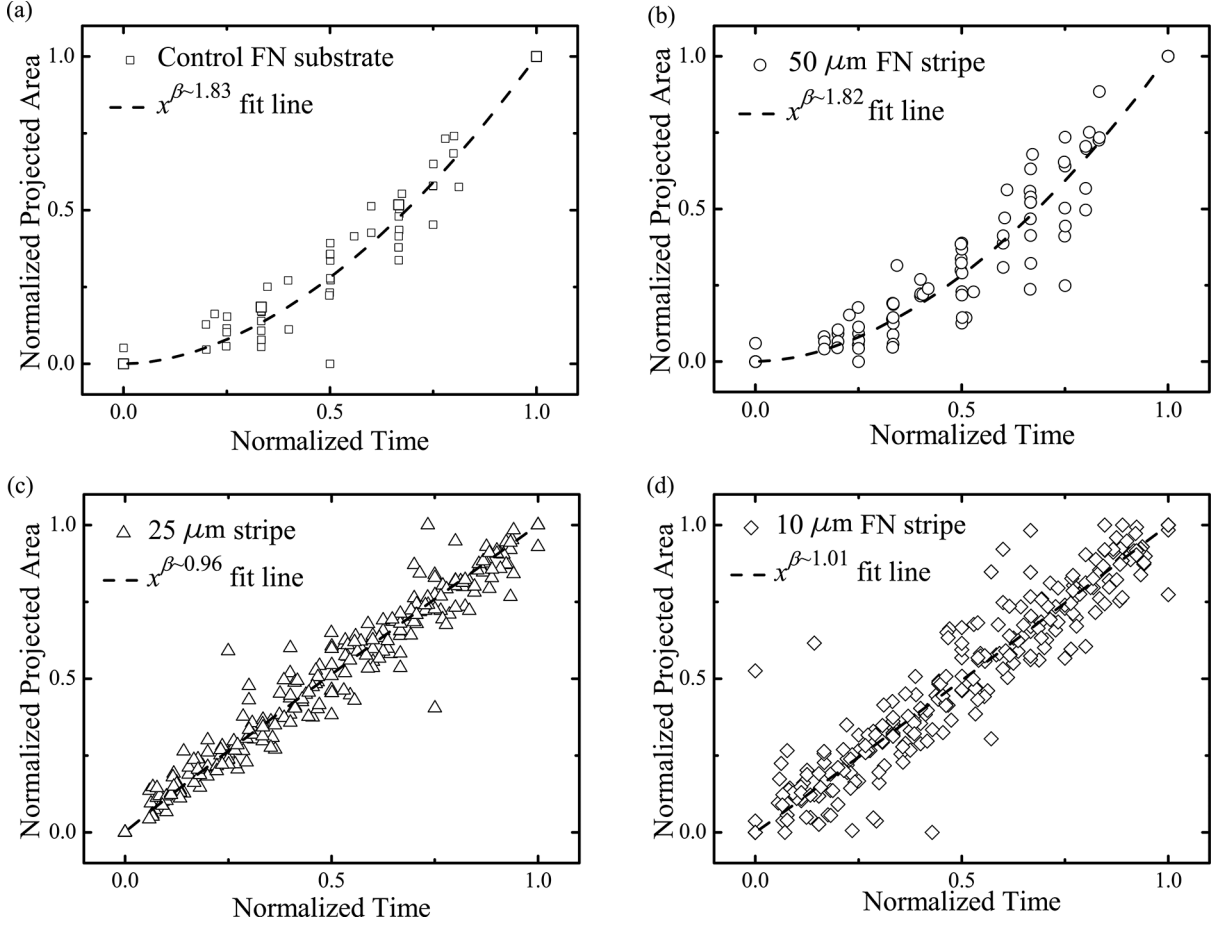 (a)
Control FN substrate
x^β~1.83 fit line
Normalized Projected Area
1.0
0.5
0.0
0.0 0.5 1.0
Normalized Time
(b)
50 μm FN stripe
x^β~1.82 fit line
Normalized Projected Area
1.0
0.5
0.0
0.0 0.5 1.0
Normalized Time
(c)
25 μm stripe
x^β~0.96 fit line
Normalized Projected Area
1.0
0.5
0.0
0.0 0.5 1.0
Normalized Time
(d)
10 μm FN stripe
x^β~1.01 fit line
Normalized Projected Area
1.0
0.5
0.0
0.0 0.5 1.0
Normalized Time